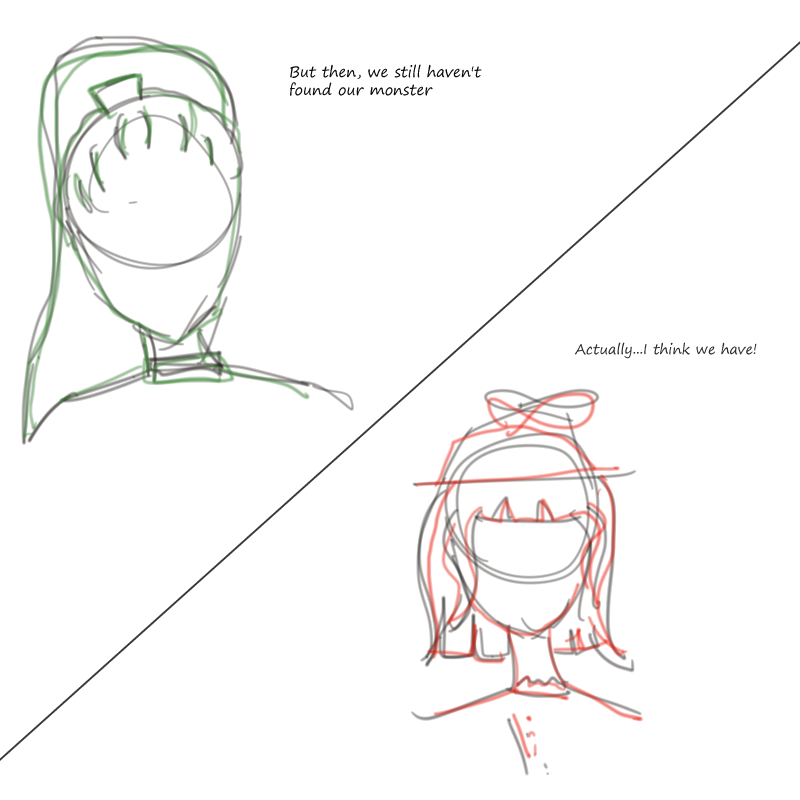 But then, we still haven't
found our monster
Actually...I think we have!